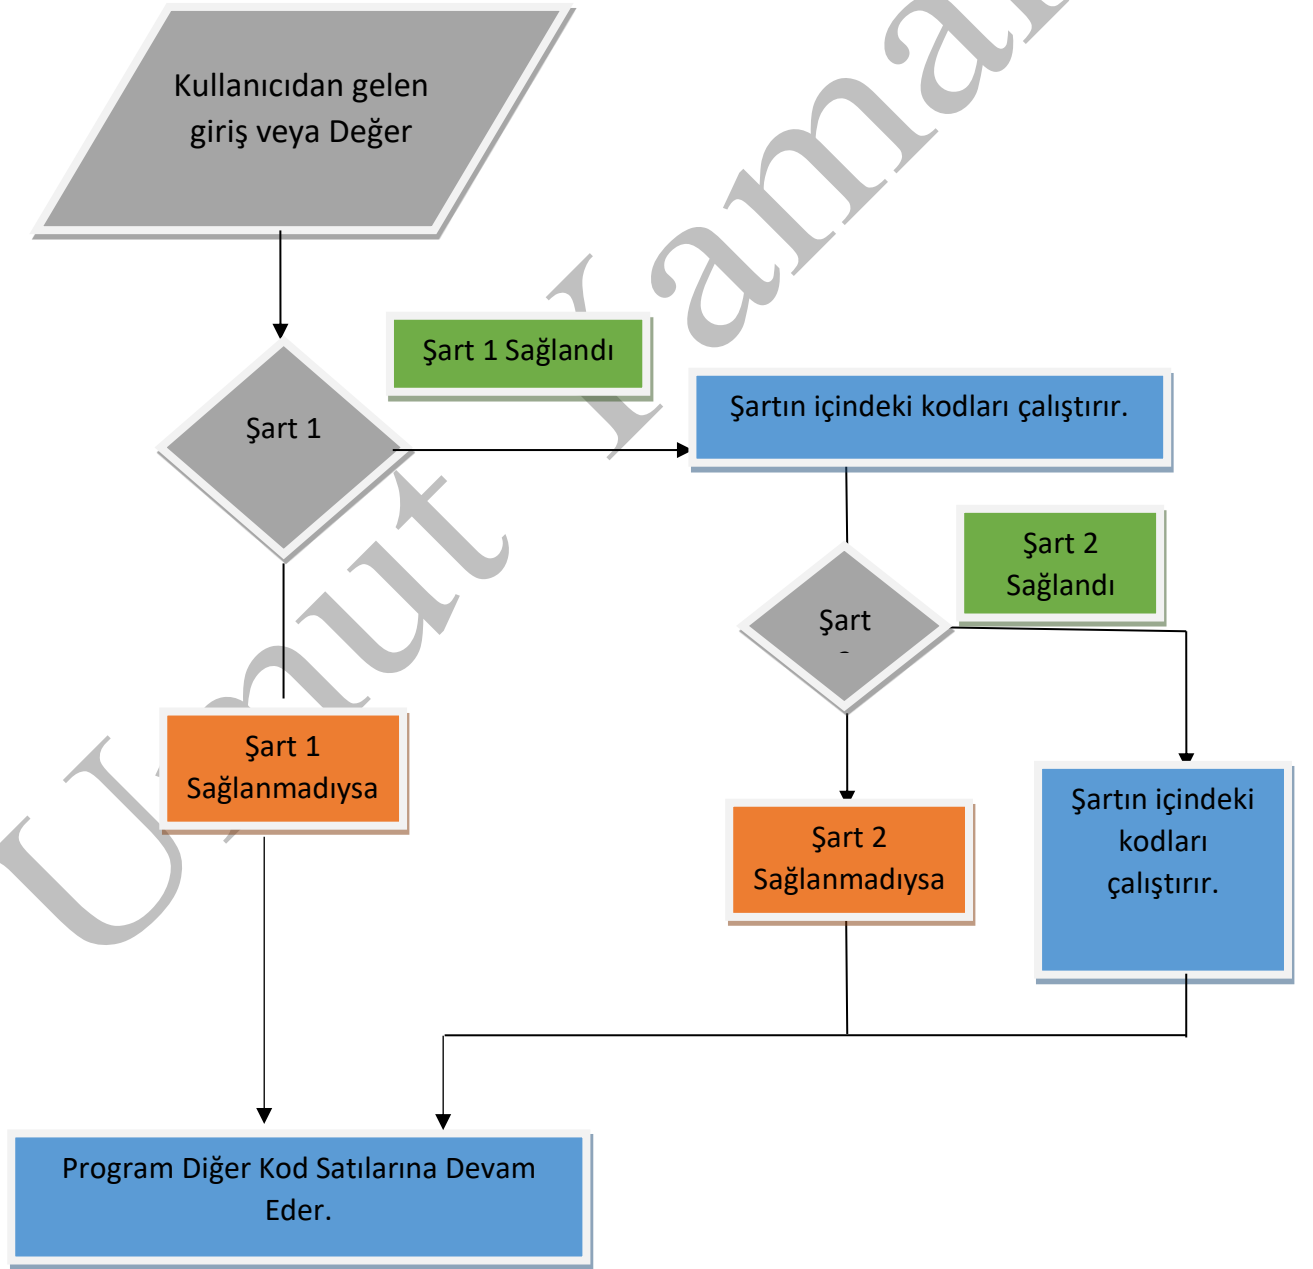 Kullanıcıdan gelen
giriş veya Değer
Şart 1 Sağlandı
Şartın içindeki kodları çalıştırır.
Şart 1
Şart 2
Sağlandı
Şart
Şart 1
Sağlanmadıysa
Şartın içindeki
kodları
çalıştırır.
Şart 2
Sağlanmadıysa
Program Diğer Kod Satılarına Devam
Eder.
Umut